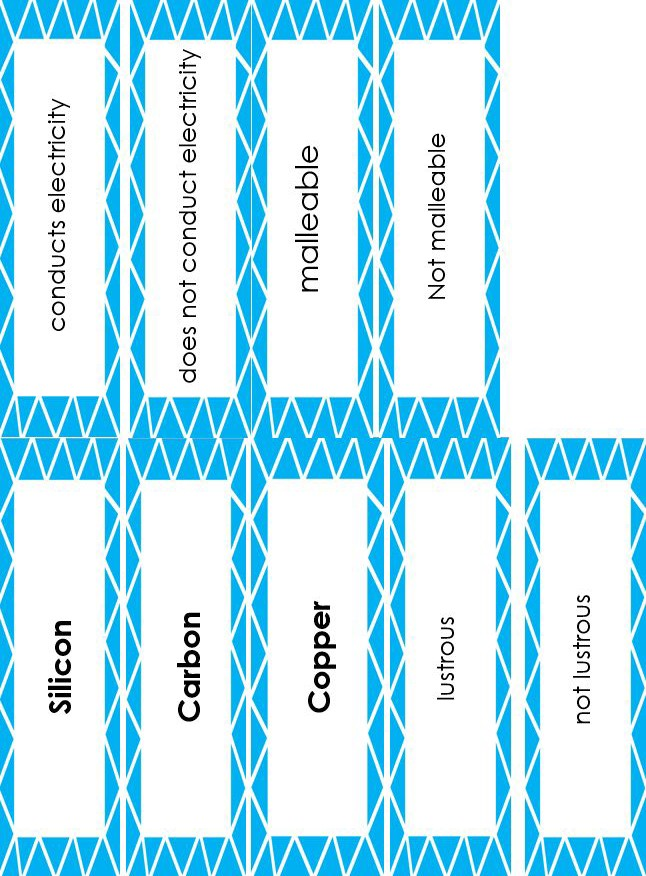 conducts electricity
does not conduct electricity
malleable
Not malleable
Silicon
Carbon
Copper
lustrous
not lustrous